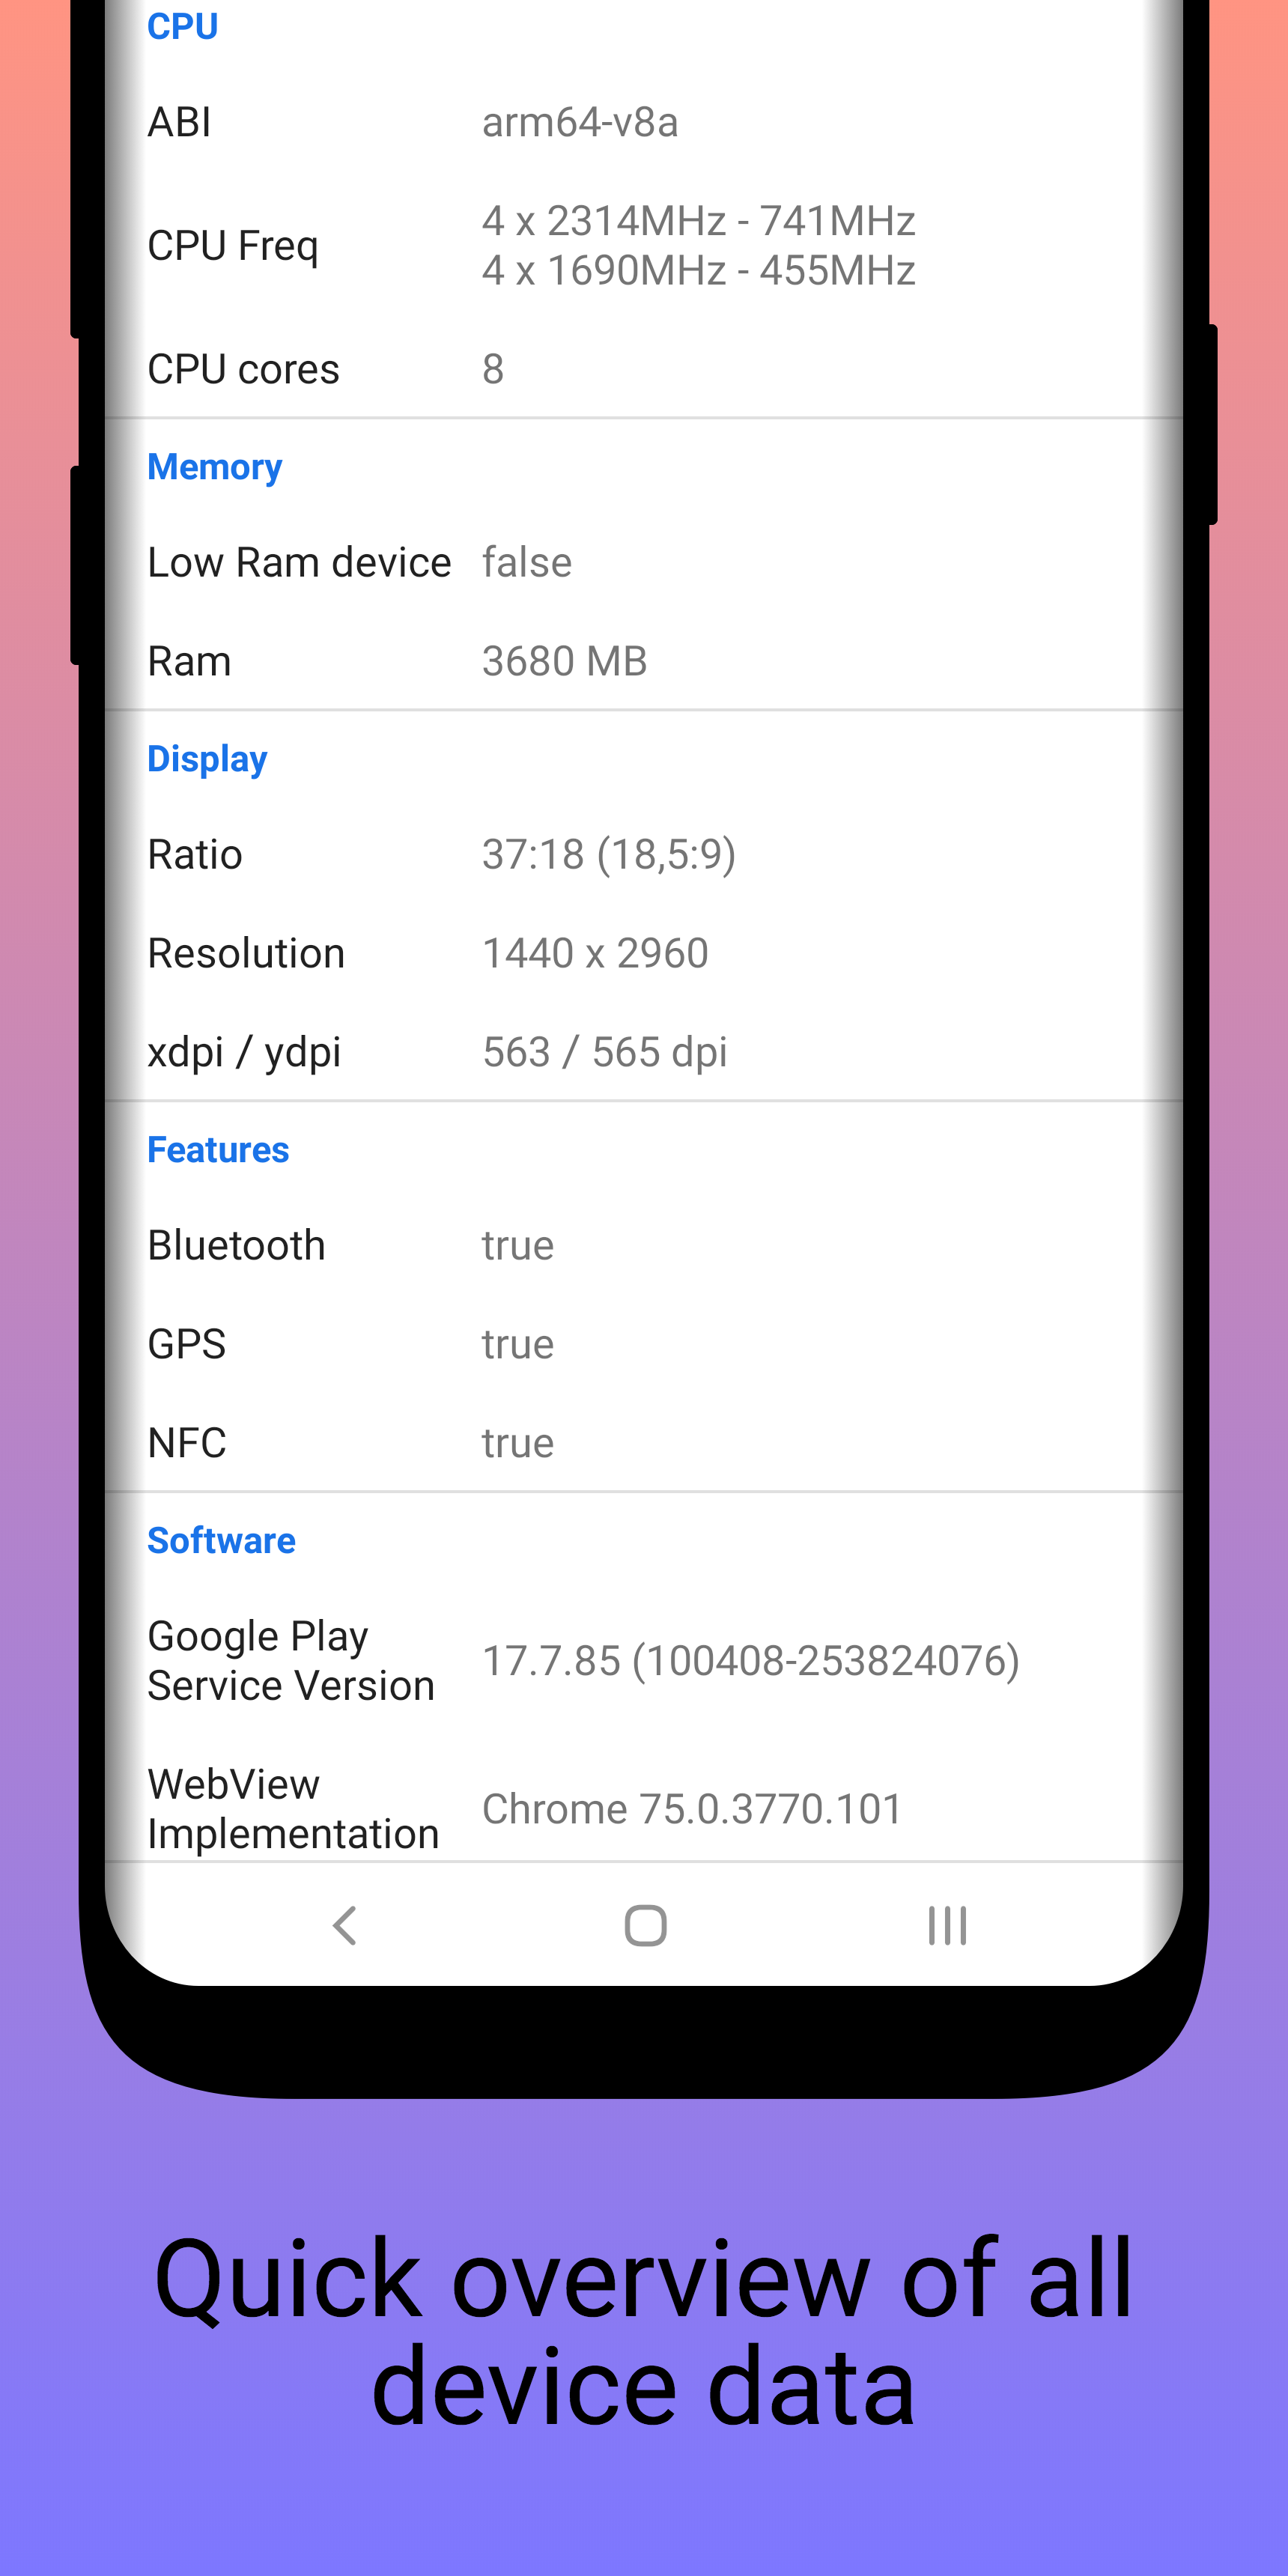 CPU
ABI arm64-v8a
CPU Freq 4 x 2314MHz - 741MHz
4 x 1690MHz - 455MHz
CPU cores 8
Memory
Low Ram device false
Ram 3680 MB
Display
Ratio 37:18 (18,5:9)
Resolution 1440 x 2960
xdpi / ydpi 563 / 565 dpi
Features
Bluetooth true
GPS true
NFC true
Software
Google Play
Service Version 17.7.85 (100408-253824076)
WebView
Implementation Chrome 75.0.3770.101
Quick overview of all
device data